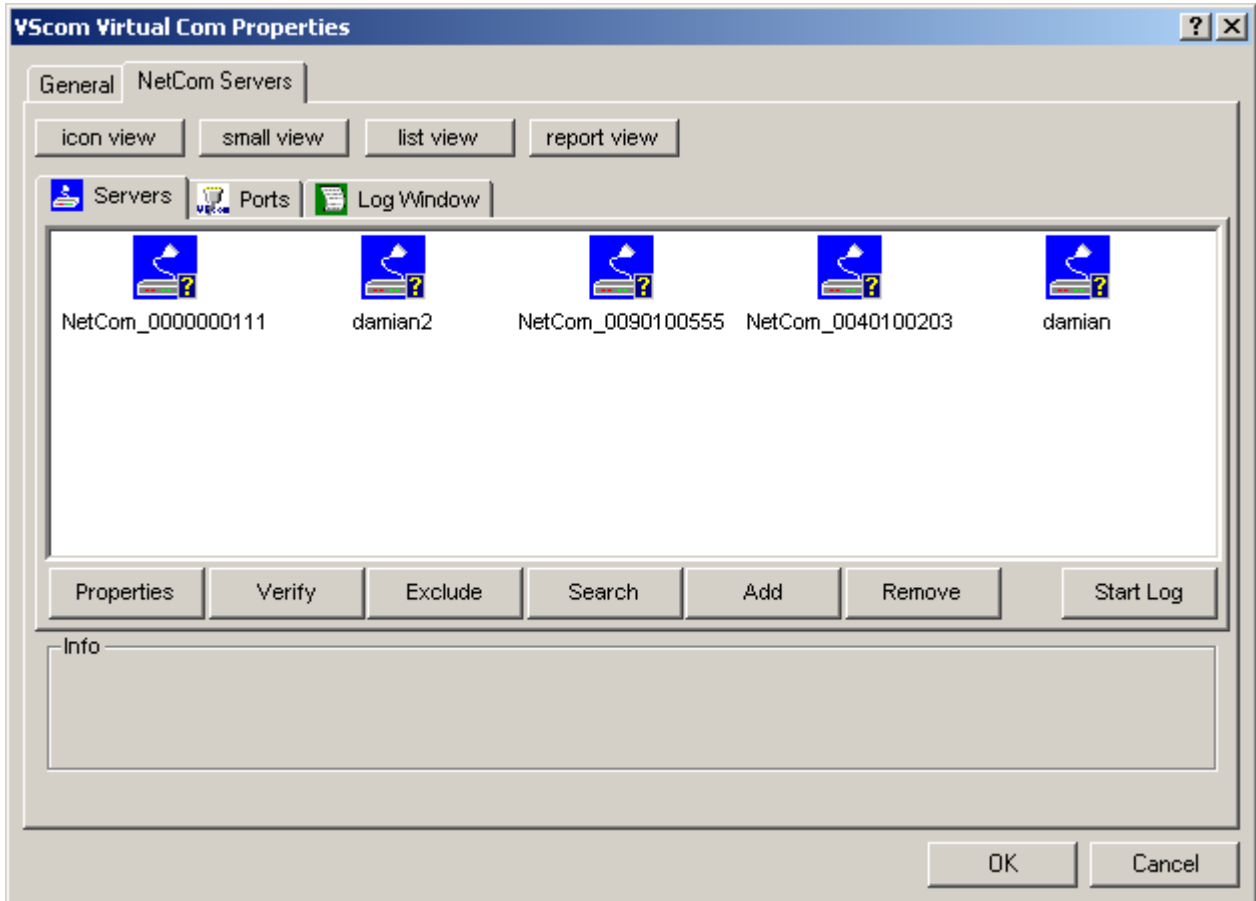 VScom Virtual Com Properties
General NetCom Servers
icon view small view list view report view
Servers Ports Log Window
NetCom_0000000111 damian2 NetCom_0090100555 NetCom_0040100203 damian
Properties Verify Exclude Search Add Remove Start Log
Info
OK Cancel